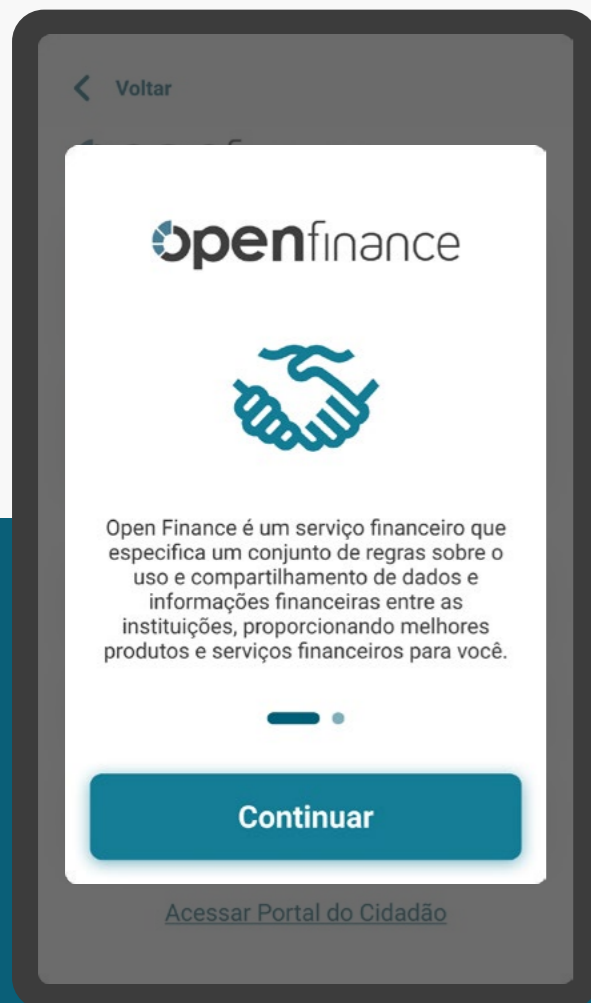 Voltar
openfinance
Open Finance é um serviço financeiro que
especifica um conjunto de regras sobre o
uso e compartilhamento de dados e
informações financeiras entre as
instituições, proporcionando melhores
produtos e serviços financeiros para você.
Continuar
Acessar Portal do Cidadão